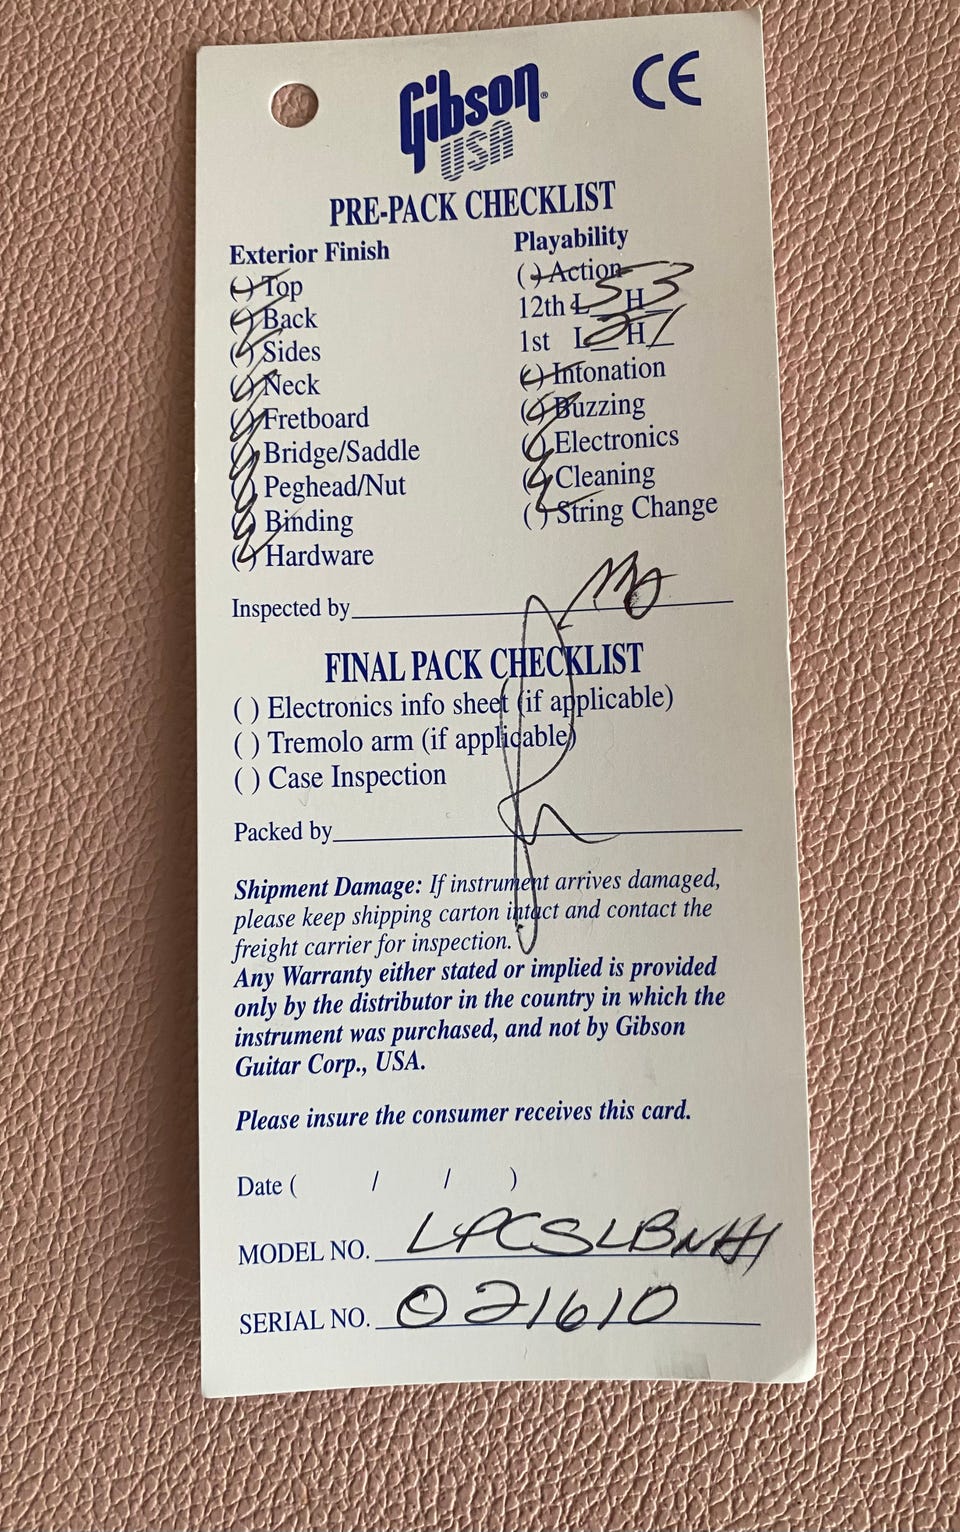 Gibson® CE
USA
PRE-PACK CHECKLIST
Exterior Finish
( ) Top
( ) Back
( ) Sides
( ) Neck
( ) Fretboard
( ) Bridge/Saddle
( ) Peghead/Nut
( ) Binding
( ) Hardware
Playability
( ) Action
12th L 5 H 3
1st L 2 H 1
( ) Intonation
( ) Buzzing
( ) Electronics
( ) Cleaning
( ) String Change
Inspected by
FINAL PACK CHECKLIST
( ) Electronics info sheet (if applicable)
( ) Tremolo arm (if applicable)
( ) Case Inspection
Packed by
Shipment Damage: If instrument arrives damaged,
please keep shipping carton intact and contact the
freight carrier for inspection.
Any Warranty either stated or implied is provided
only by the distributor in the country in which the
instrument was purchased, and not by Gibson
Guitar Corp., USA.
Please insure the consumer receives this card.
Date ( / / )
MODEL NO. LPCSLBNH1
SERIAL NO. 021610